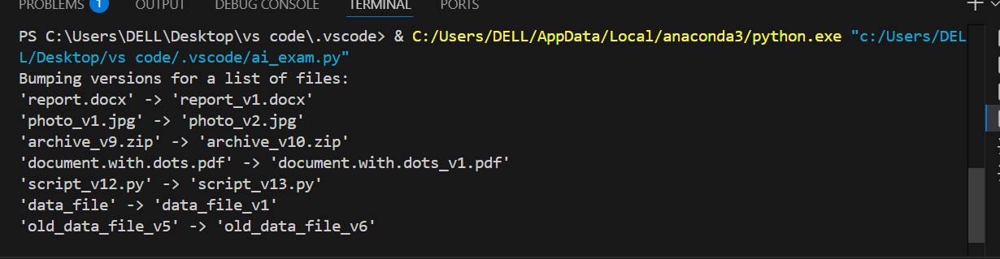 PROBLEMS 1 OUTPUT DEBUG CONSOLE TERMINAL PORTS
PS C:\Users\DELL\Desktop\vs code\.vscode> & C:/Users/DELL/AppData/Local/anaconda3/python.exe "c:/Users/DEL
L/Desktop/vs code/.vscode/ai_exam.py"
Bumping versions for a list of files:
'report.docx' -> 'report_v1.docx'
'photo_v1.jpg' -> 'photo_v2.jpg'
'archive_v9.zip' -> 'archive_v10.zip'
'document.with.dots.pdf' -> 'document.with.dots_v1.pdf'
'script_v12.py' -> 'script_v13.py'
'data_file' -> 'data_file_v1'
'old_data_file_v5' -> 'old_data_file_v6'